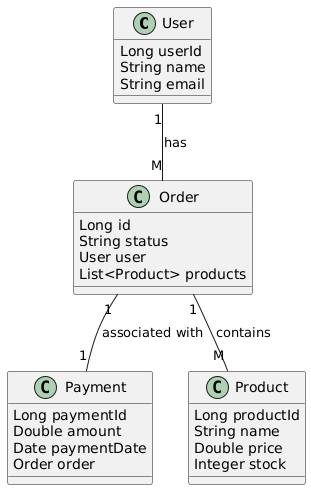 C User
Long userId
String name
String email
1
has
M
C Order
Long id
String status
User user
List<Product> products
1 1
associated with contains
1 M
C Payment C Product
Long paymentId Long productId
Double amount String name
Date paymentDate Double price
Order order Integer stock